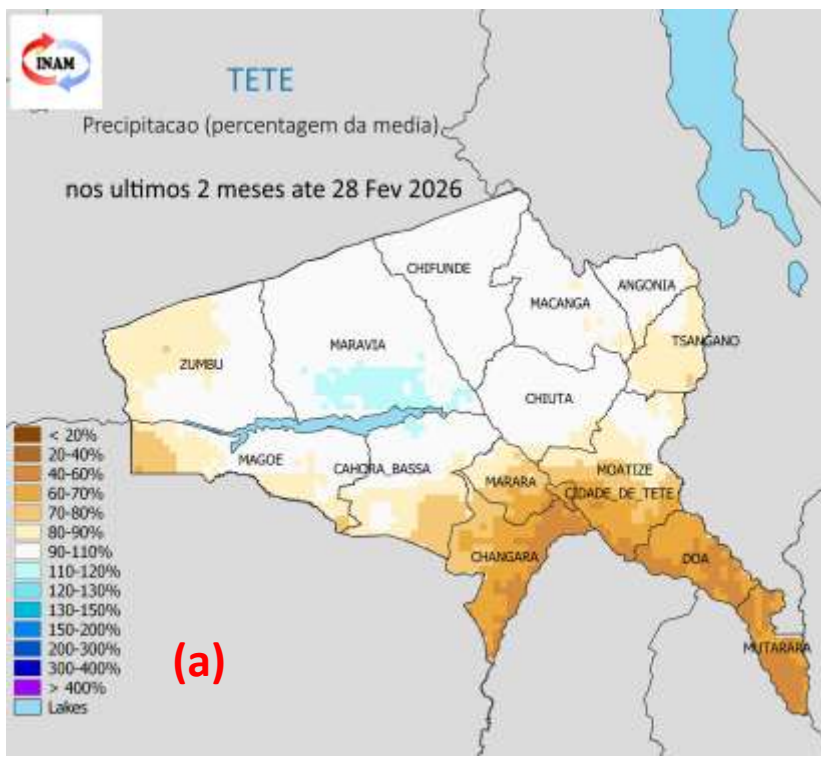 INAM
TETE
Precipitacao (percentagem da media)
nos ultimos 2 meses ate 28 Fev 2026
CHIFUNDE
ANGONIA
MACANGA
TSANGANO
MARAVIA
ZUMBU
CHIUTA
MAGOE
CAHORA_BASSA
MOATIZE
MARARA
CIDADE_DE_TETE
CHANGARA
DOA
MUTARARA
< 20%
20-40%
40-60%
60-70%
70-80%
80-90%
90-110%
110-120%
120-130%
130-150%
150-200%
200-300%
300-400%
> 400%
Lakes
(a)